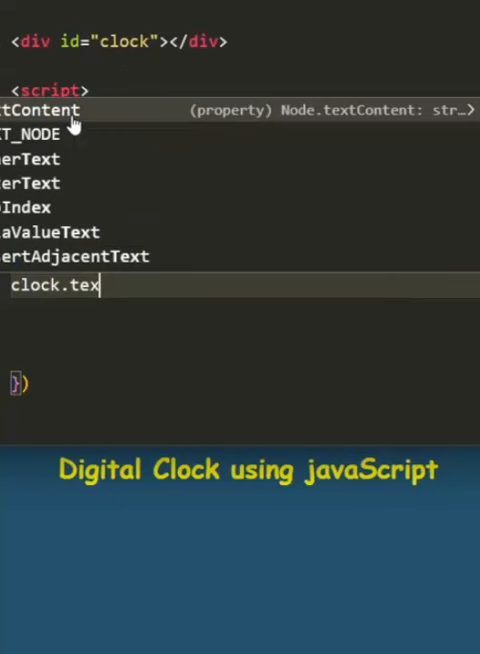 <div id="clock"></div>
<script>
tContent (property) Node.textContent: str...>
T_NODE
erText
erText
Index
aValueText
ertAdjacentText
clock.tex
})
Digital Clock using javaScript